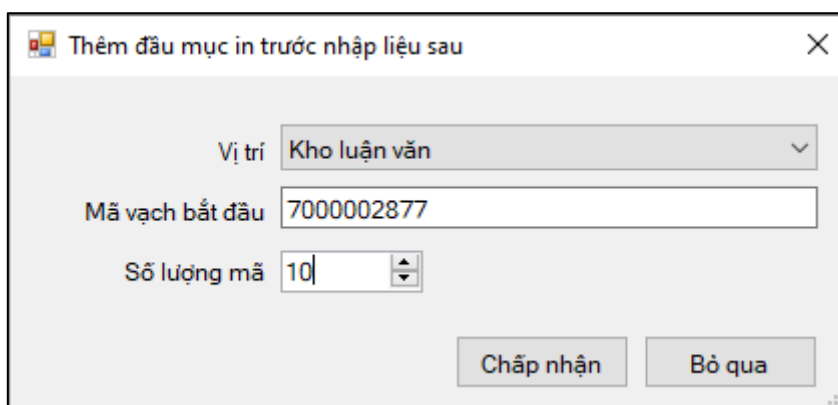 Thêm đầu mục in trước nhập liệu sau
Vị trí Kho luận văn
Mã vạch bắt đầu 7000002877
Số lượng mã 10
Chấp nhận Bỏ qua